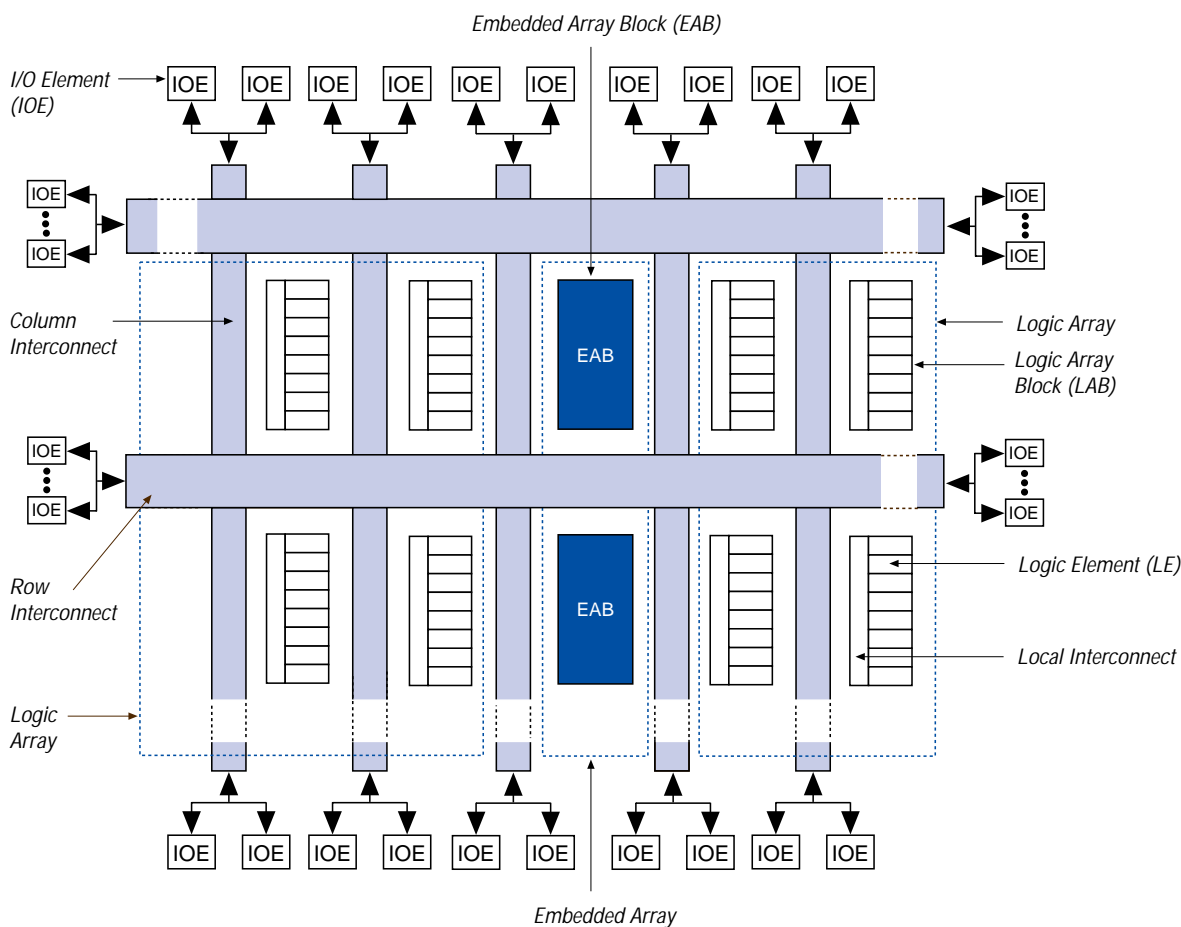 Embedded Array Block (EAB)
I/O Element
(IOE)
IOE IOE IOE IOE IOE IOE IOE IOE IOE IOE
IOE IOE
IOE IOE
Column
Interconnect
EAB
Logic Array
Logic Array
Block (LAB)
IOE IOE
IOE IOE
Row
Interconnect
EAB
Logic Element (LE)
Local Interconnect
Logic
Array
IOE IOE IOE IOE IOE IOE IOE IOE IOE IOE
Embedded Array